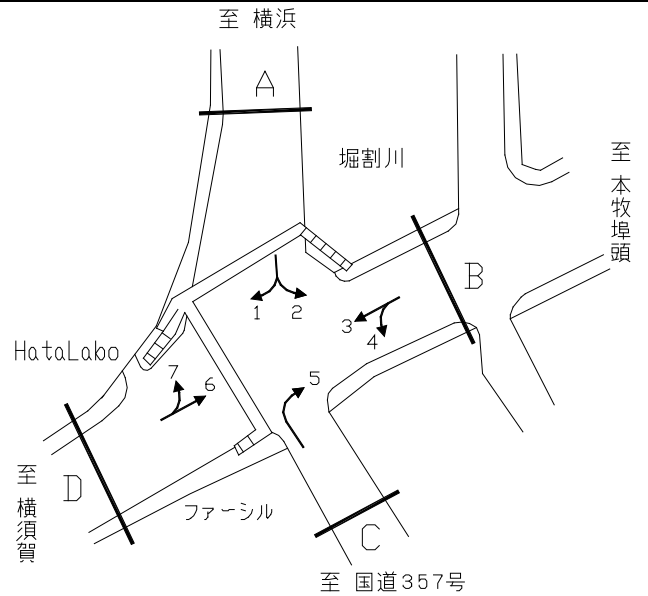 至 横浜
A
堀割川
至 本牧埠頭
B
1 2
3
4
HataLabo
7 6
5
至 横須賀
D
ファーシル
C
至 国道357号